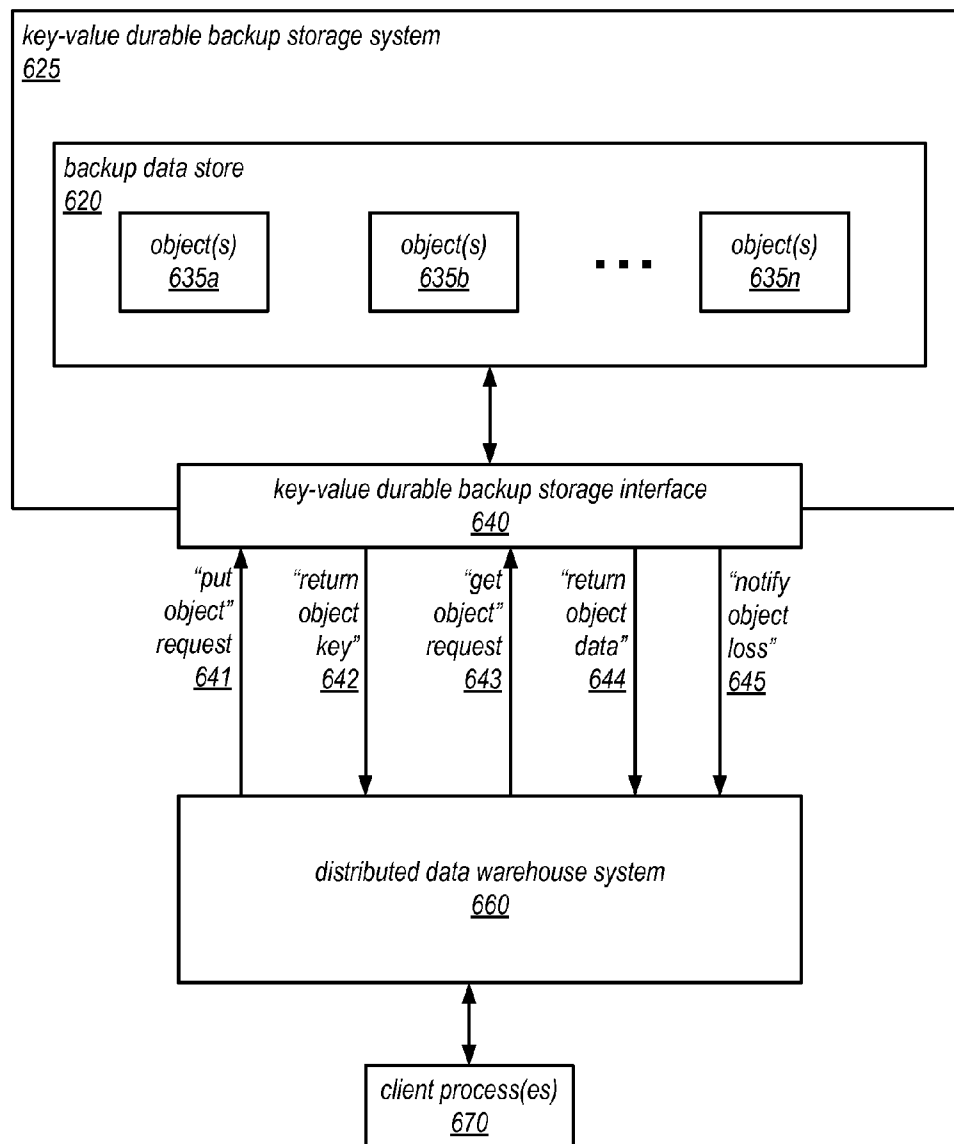 key-value durable backup storage system
625
backup data store
620
object(s)
635a
object(s)
635b
object(s)
635n
key-value durable backup storage interface
640
“put
object”
request
641
“return
object
key”
642
“get
object”
request
643
“return
object
data”
644
“notify
object
loss”
645
distributed data warehouse system
660
client process(es)
670